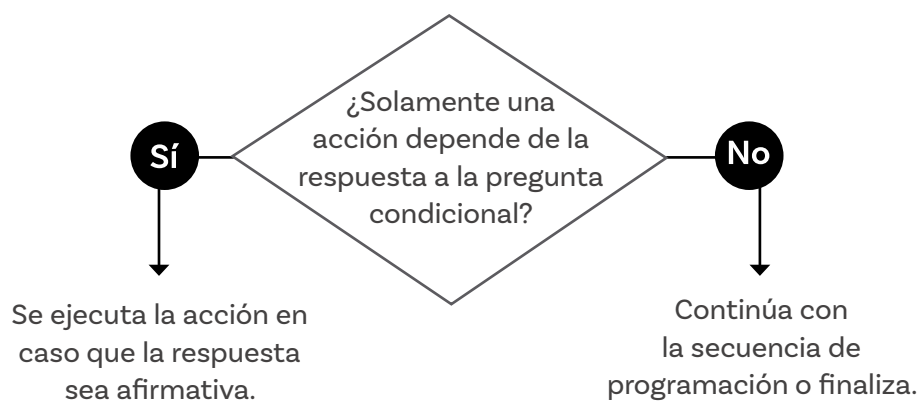 ¿Solamente una
acción depende de la
respuesta a la pregunta
condicional?
Sí
No
Se ejecuta la acción en
caso que la respuesta
sea afirmativa.
Continúa con
la secuencia de
programación o finaliza.